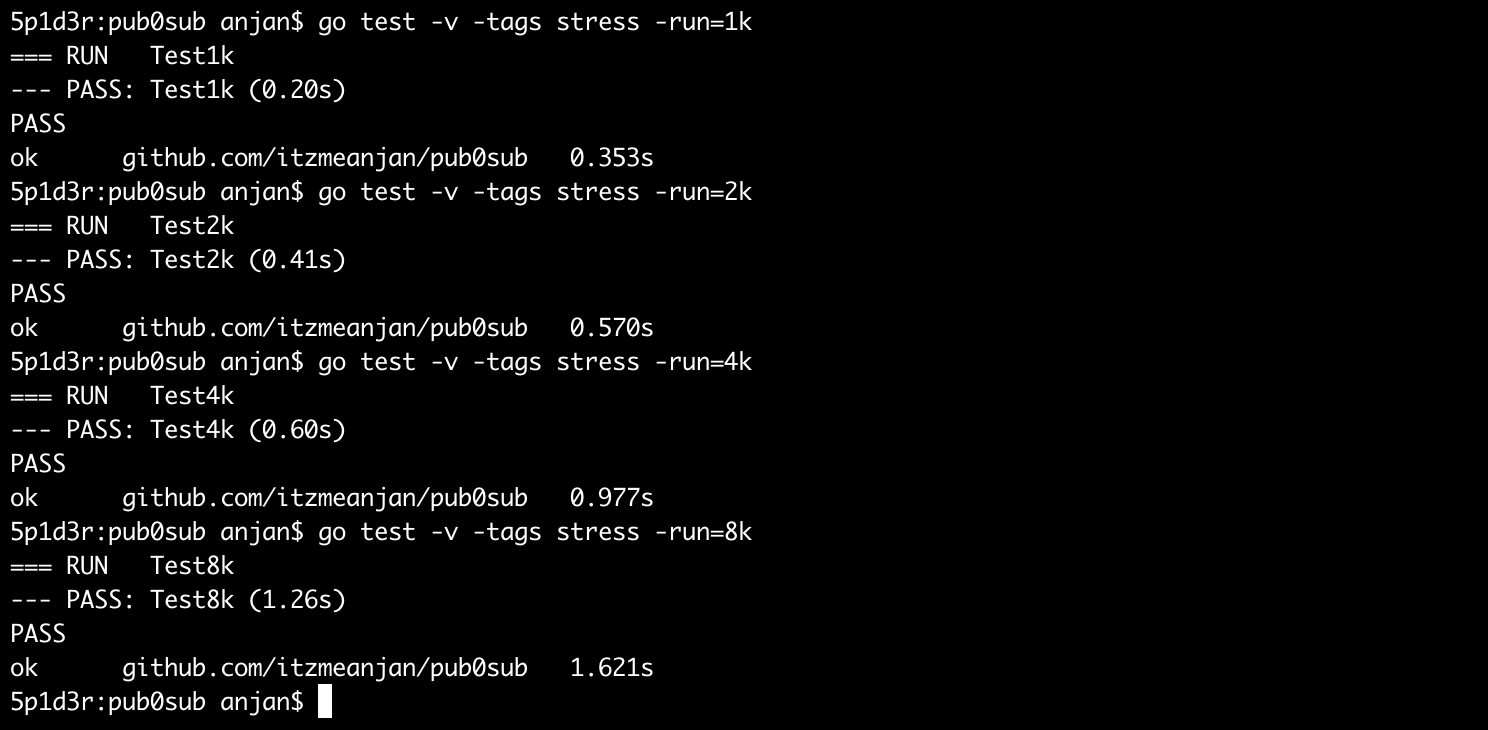 5p1d3r:pub0sub anjan$ go test -v -tags stress -run=1k
=== RUN   Test1k
--- PASS: Test1k (0.20s)
PASS
ok      github.com/itzmeanjan/pub0sub   0.353s
5p1d3r:pub0sub anjan$ go test -v -tags stress -run=2k
=== RUN   Test2k
--- PASS: Test2k (0.41s)
PASS
ok      github.com/itzmeanjan/pub0sub   0.570s
5p1d3r:pub0sub anjan$ go test -v -tags stress -run=4k
=== RUN   Test4k
--- PASS: Test4k (0.60s)
PASS
ok      github.com/itzmeanjan/pub0sub   0.977s
5p1d3r:pub0sub anjan$ go test -v -tags stress -run=8k
=== RUN   Test8k
--- PASS: Test8k (1.26s)
PASS
ok      github.com/itzmeanjan/pub0sub   1.621s
5p1d3r:pub0sub anjan$